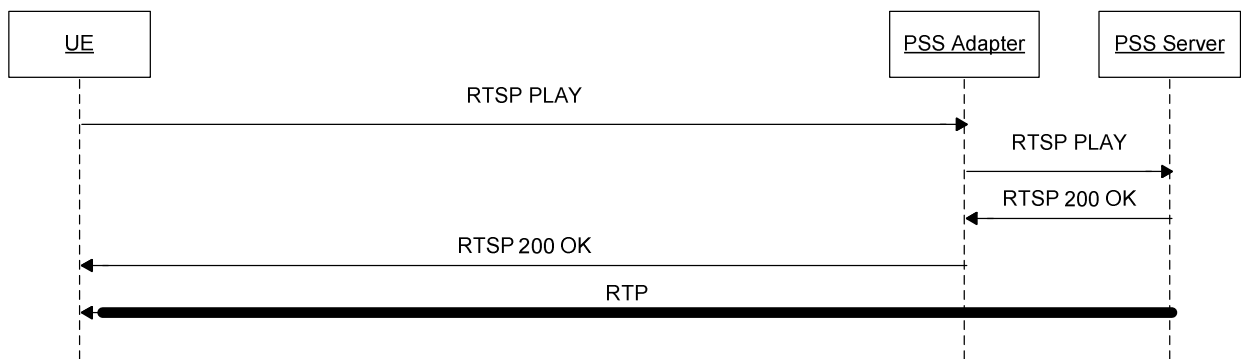 UE
PSS Adapter
PSS Server
RTSP PLAY
RTSP PLAY
RTSP 200 OK
RTSP 200 OK
RTP